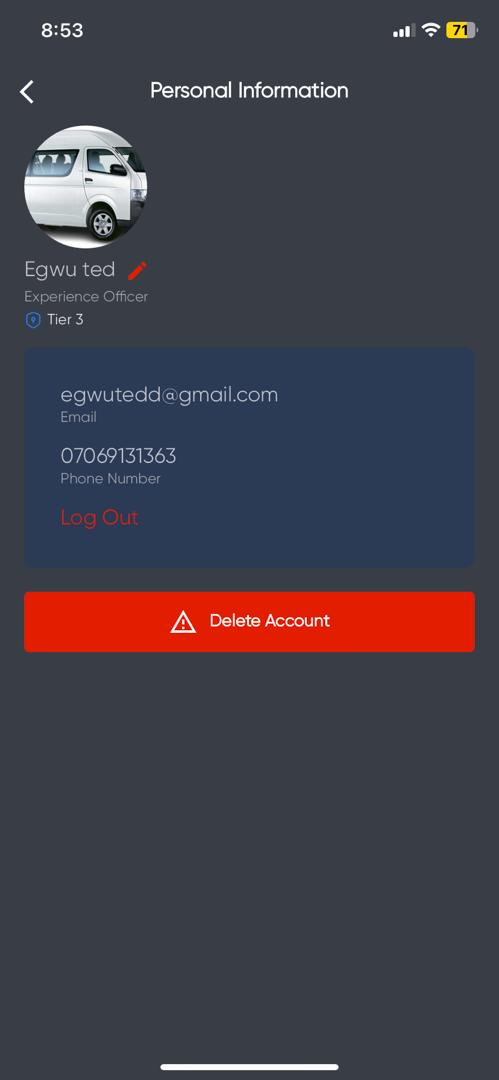 8:53
71
Personal Information
Egwu ted
Experience Officer
Tier 3
egwutedd@gmail.com
Email
07069131363
Phone Number
Log Out
Delete Account